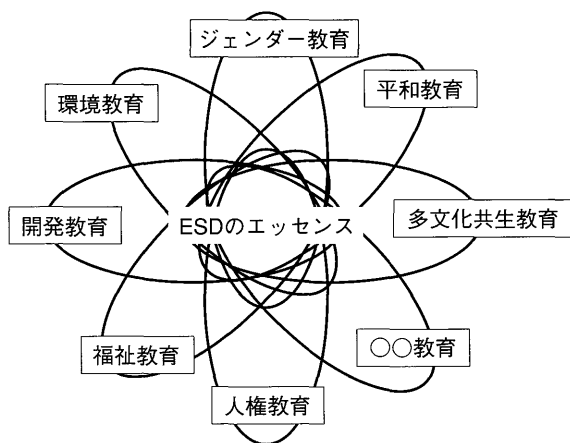 ジェンダー教育
環境教育
平和教育
開発教育
ESDのエッセンス
多文化共生教育
福祉教育
○○教育
人権教育